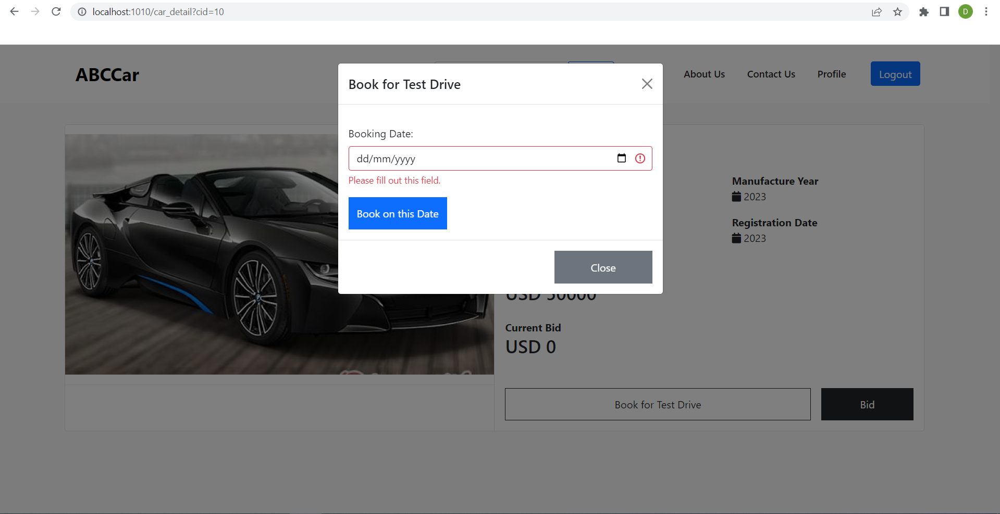 localhost:1010/car_detail?cid=10
D
ABCCar
About Us
Contact Us
Profile
Logout
Book for Test Drive
Booking Date:
dd/mm/yyyy
Please fill out this field.
Book on this Date
Close
Manufacture Year
2023
Registration Date
2023
USD 50000
Current Bid
USD 0
Book for Test Drive
Bid